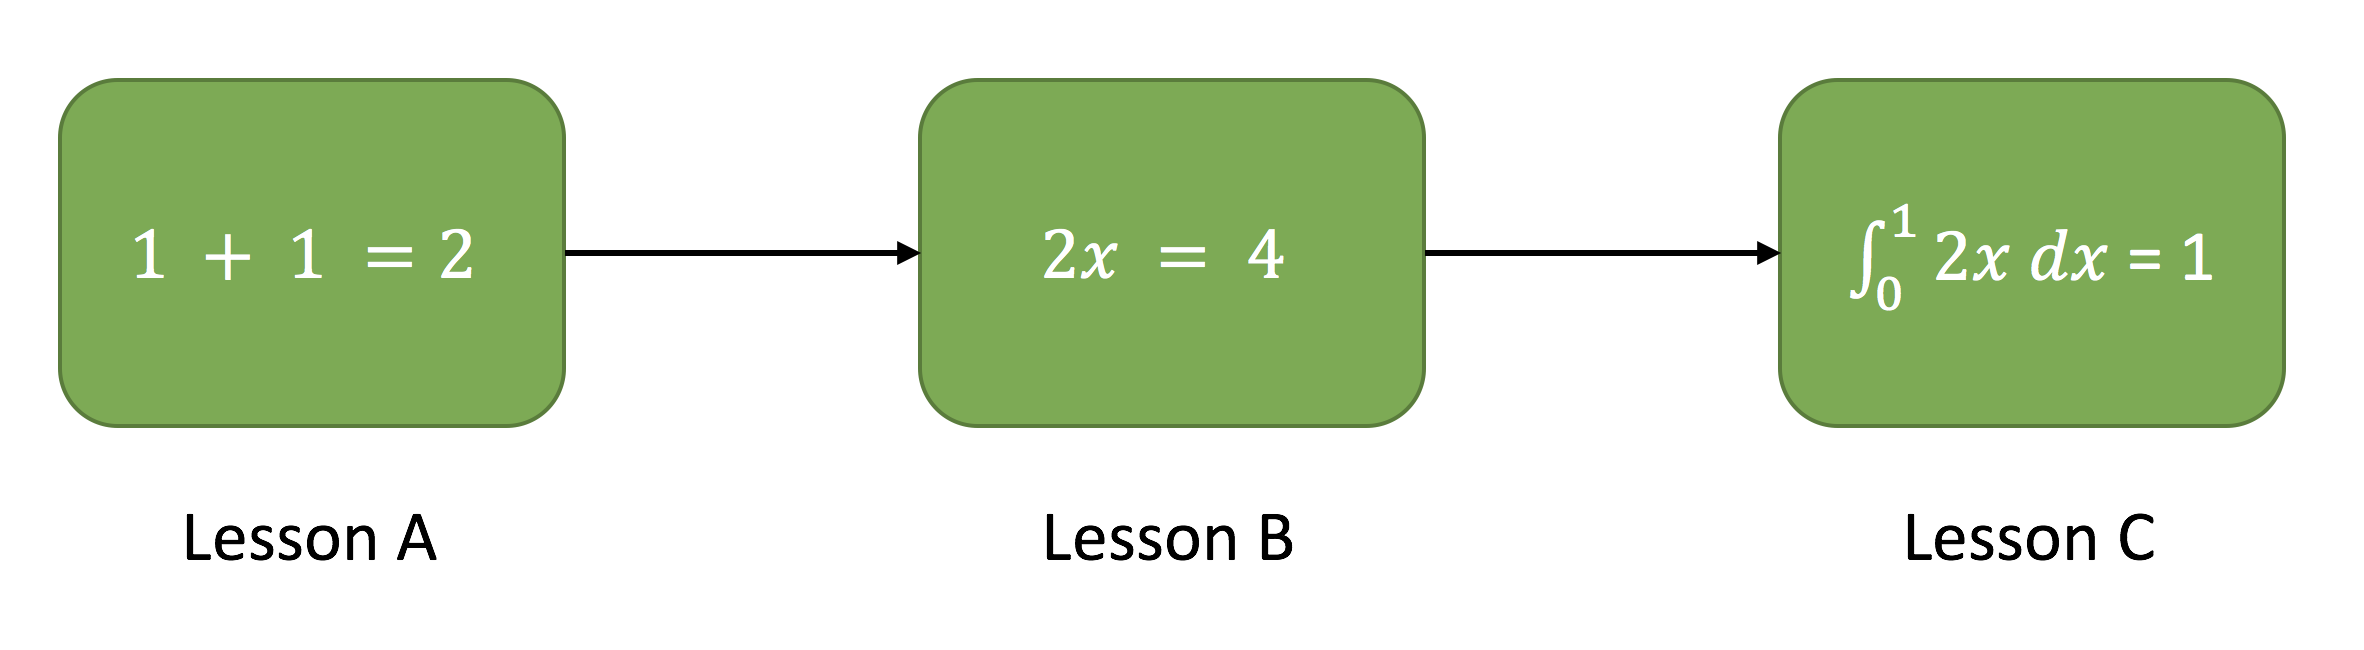 1 + 1 = 2
2x = 4
∫₀¹ 2x dx = 1
Lesson A
Lesson B
Lesson C